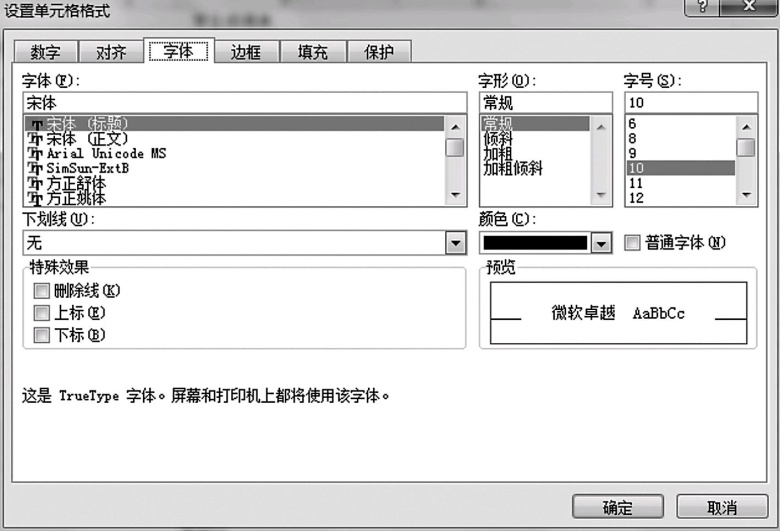 设置单元格格式
?
X
数字 对齐 字体 边框 填充 保护
字体(F): 字形(O): 字号(S):
宋体 常规 10
宋体 (标题) 常规 6
宋体 (正文) 倾斜 8
Arial Unicode MS 加粗 9
SimSun-ExtB 加粗倾斜 10
方正舒体 11
方正姚体 12
下划线(U): 颜色(C):
无 普通字体(N)
特殊效果 预览
删除线(K)
上标(E) 微软卓越 AaBbCc
下标(B)
这是 TrueType 字体。屏幕和打印机上都将使用该字体。
确定 取消